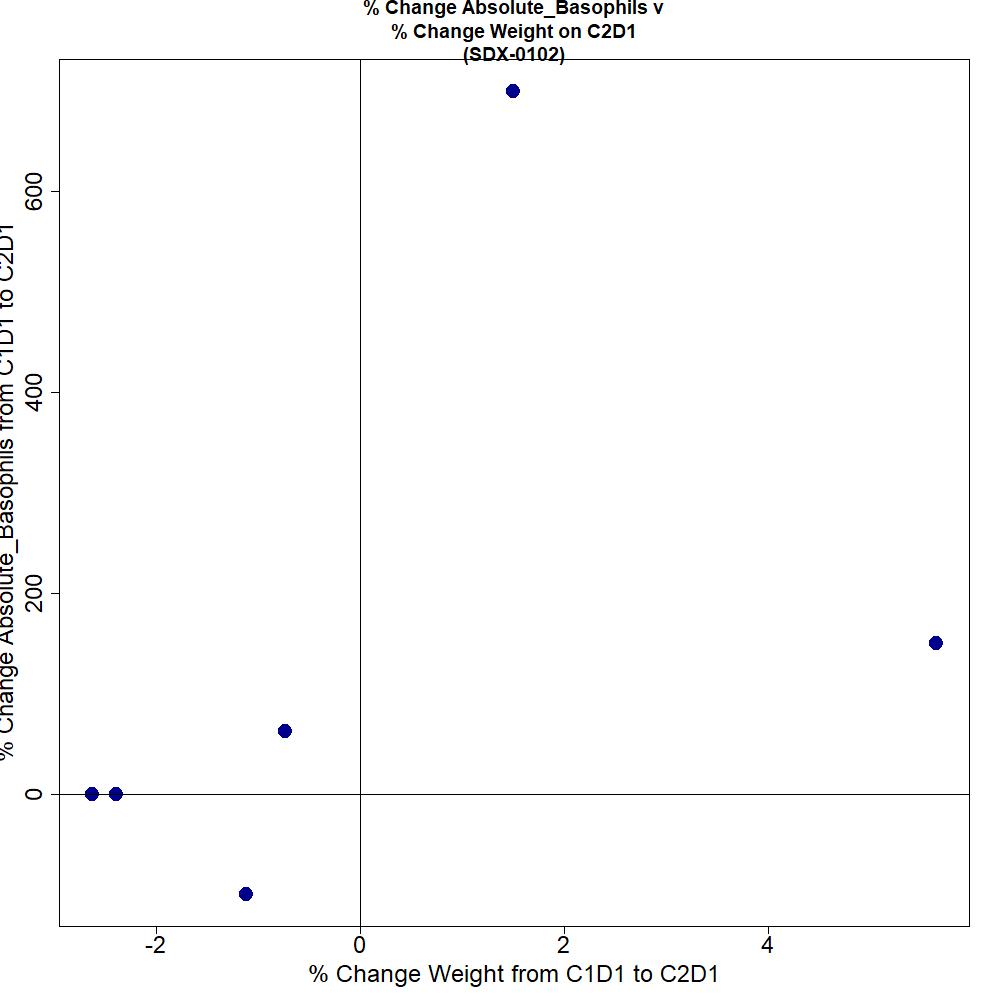 % Change Absolute_Basophils v
% Change Weight on C2D1
(SDX-0102)
% Change Absolute_Basophils from C1D1 to C2D1
600
400
200
0
-2
0
2
4
% Change Weight from C1D1 to C2D1